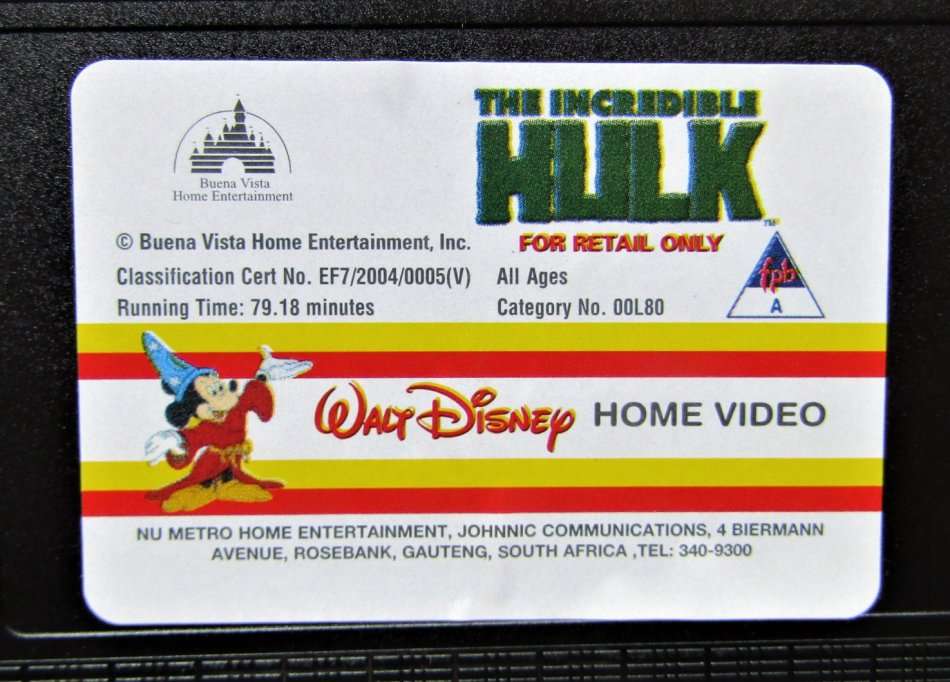 THE INCREDIBLE
HULK
TM
FOR RETAIL ONLY
Buena Vista
Home Entertainment
© Buena Vista Home Entertainment, Inc.
Classification Cert No. EF7/2004/0005(V) All Ages
Running Time: 79.18 minutes Category No. 00L80
fpb
A
WALT DISNEY HOME VIDEO
NU METRO HOME ENTERTAINMENT, JOHNNIC COMMUNICATIONS, 4 BIERMANN
AVENUE, ROSEBANK, GAUTENG, SOUTH AFRICA ,TEL: 340-9300